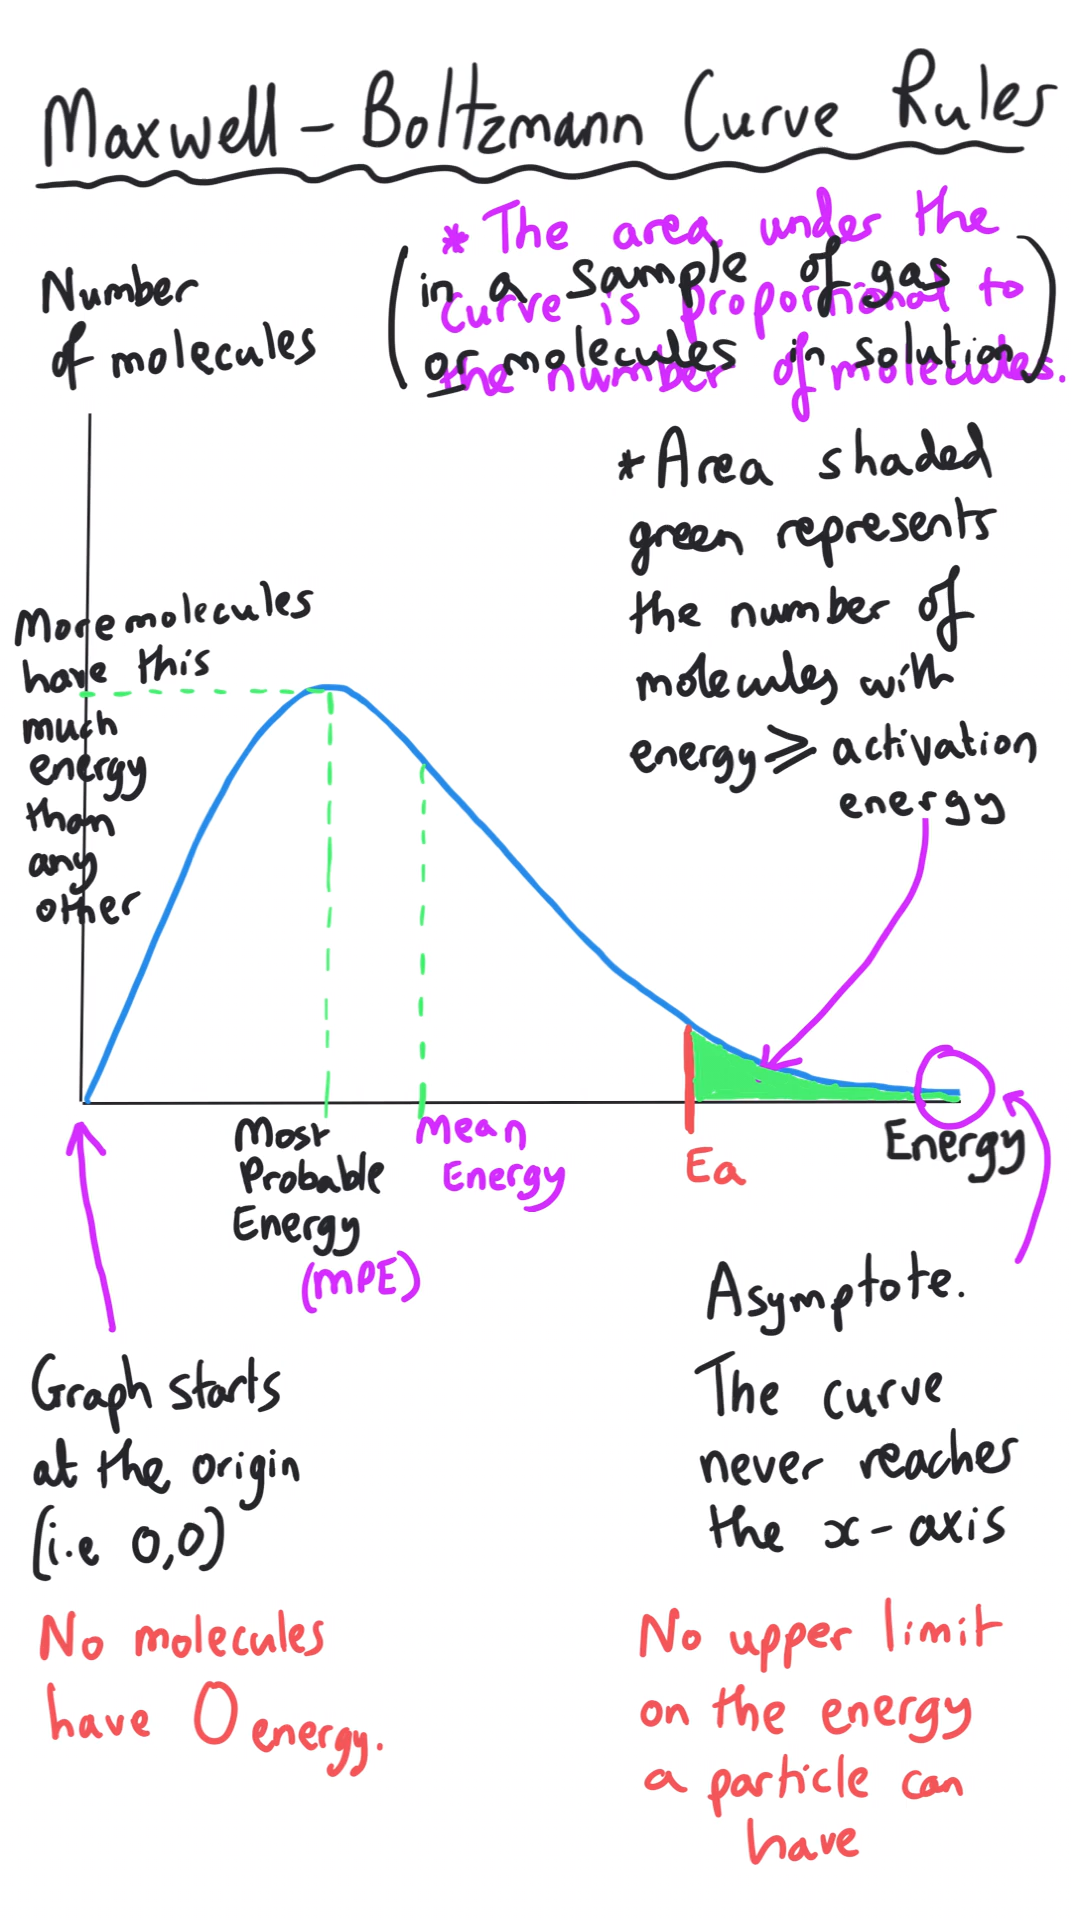 Maxwell - Boltzmann Curve Rules
* The area under the
curve is proportional to
the number of molecules.
Number
of molecules
(in a sample of gas
or molecules in solution)
* Area shaded
green represents
the number of
molecules with
energy ⩾ activation
energy
More molecules
have this
much
energy
than
any
other
Most
Probable
Energy
(MPE)
Mean
Energy
Ea
Energy
Graph starts
at the origin
(i.e 0,0)
No molecules
have 0 energy.
Asymptote.
The curve
never reaches
the x-axis
No upper limit
on the energy
a particle can
have